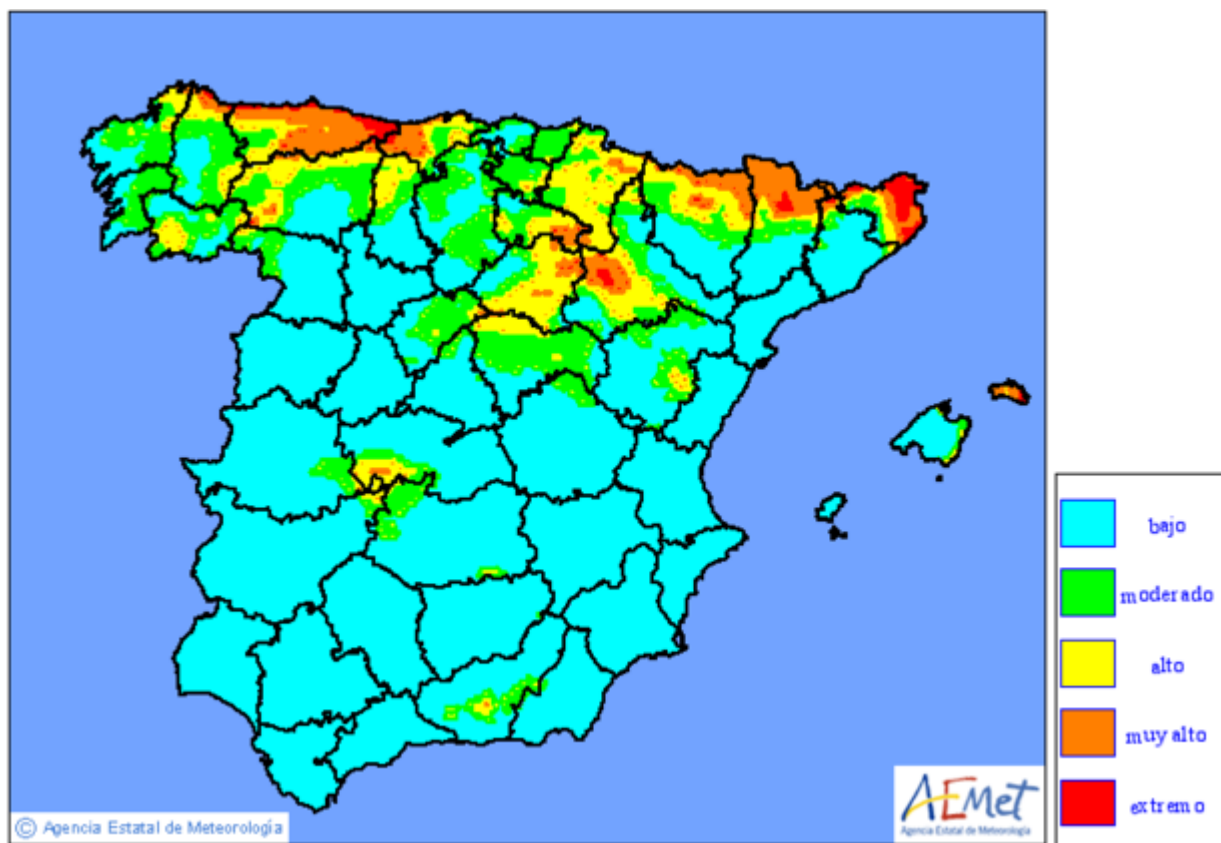 bajo
moderado
alto
muy alto
extremo
© Agencia Estatal de Meteorología
AEMet
Agencia Estatal de Meteorología